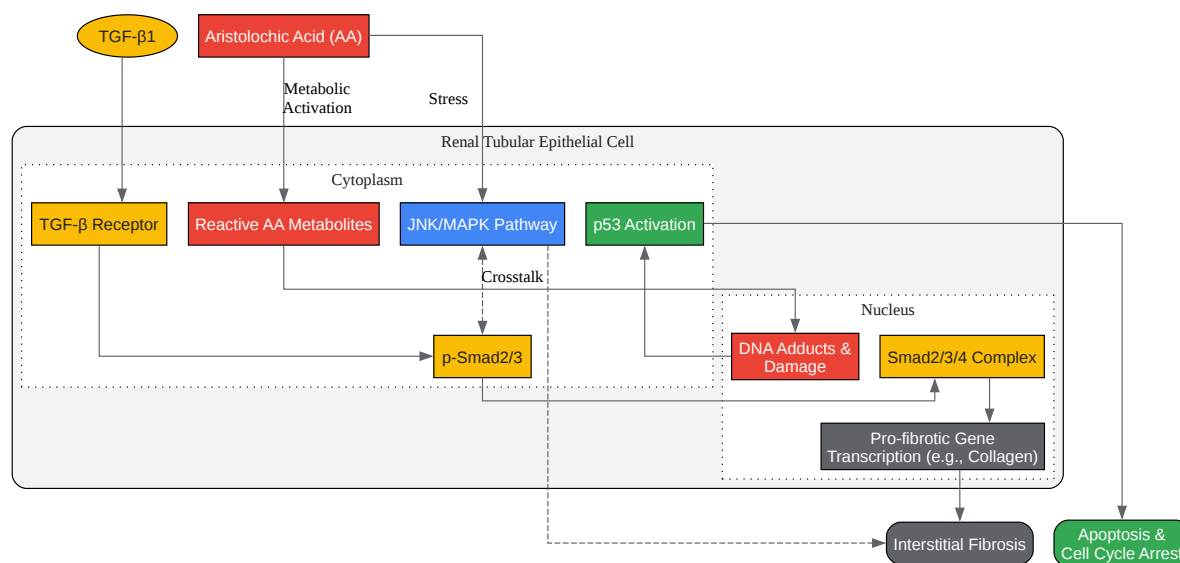 TGF-β1
Aristolochic Acid (AA)
Metabolic
Activation
Stress
Renal Tubular Epithelial Cell
Cytoplasm
TGF-β Receptor
Reactive AA Metabolites
JNK/MAPK Pathway
p53 Activation
Crosstalk
Nucleus
p-Smad2/3
DNA Adducts &
Damage
Smad2/3/4 Complex
Pro-fibrotic Gene
Transcription (e.g., Collagen)
Interstitial Fibrosis
Apoptosis &
Cell Cycle Arrest